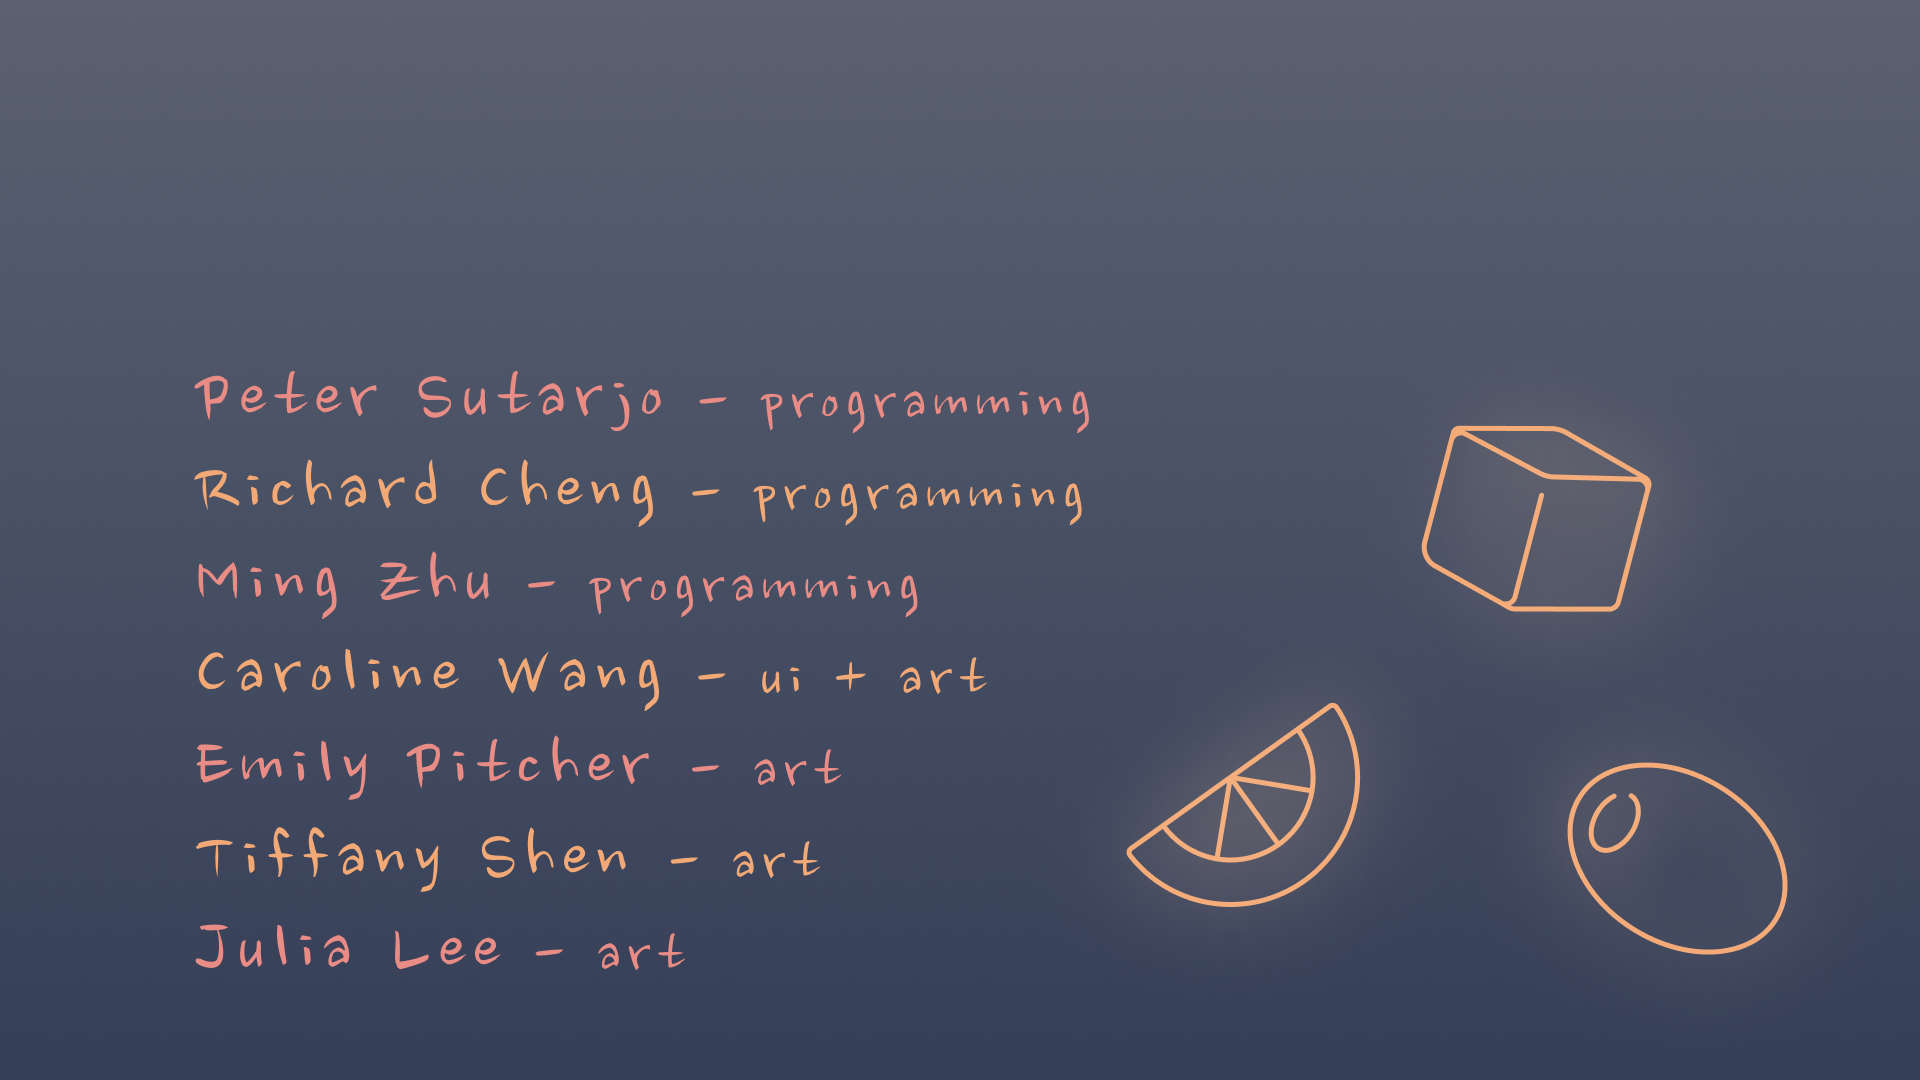 Peter Sutarjo - programming
Richard Cheng - programming
Ming Zhu - programming
Caroline Wang - ui + art
Emily Pitcher - art
Tiffany Shen - art
Julia Lee - art